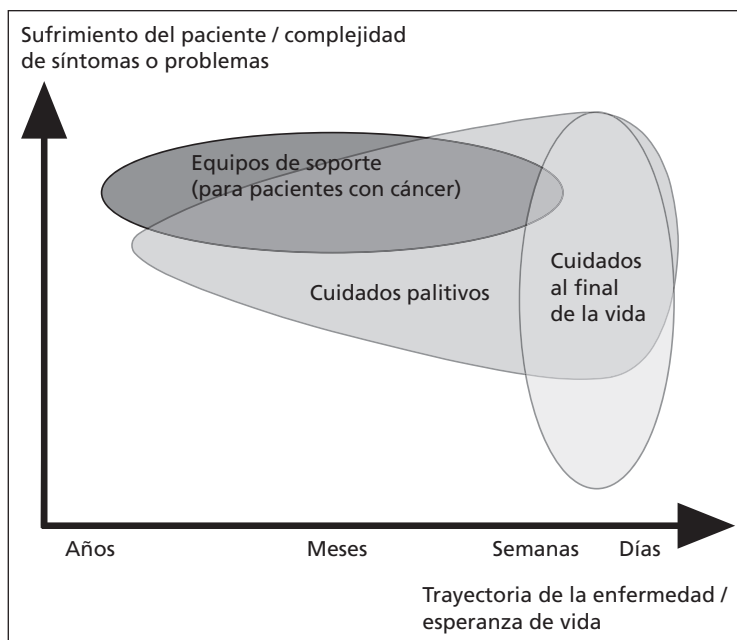 Sufrimiento del paciente / complejidad
de síntomas o problemas
Equipos de soporte
(para pacientes con cáncer)
Cuidados palitivos
Cuidados
al final
de la vida
Años
Meses
Semanas
Días
Trayectoria de la enfermedad /
esperanza de vida